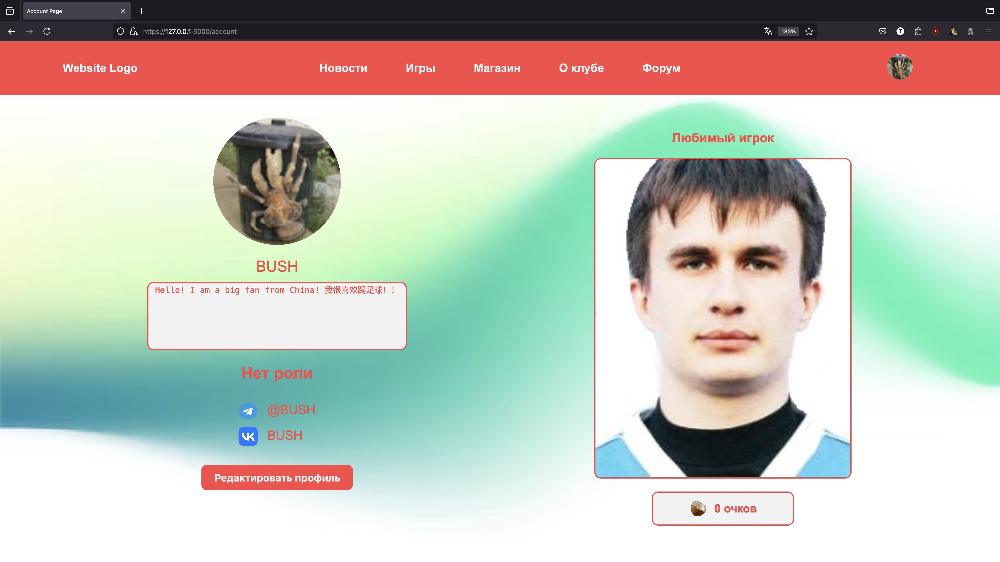 Account Page
https://127.0.0.1:5000/account
133%
T
Website Logo
Новости
Игры
Магазин
О клубе
Форум
Любимый игрок
BUSH
Hello! I am a big fan from China! 我很喜欢踢足球！！
Нет роли
@BUSH
BUSH
Редактировать профиль
0 очков